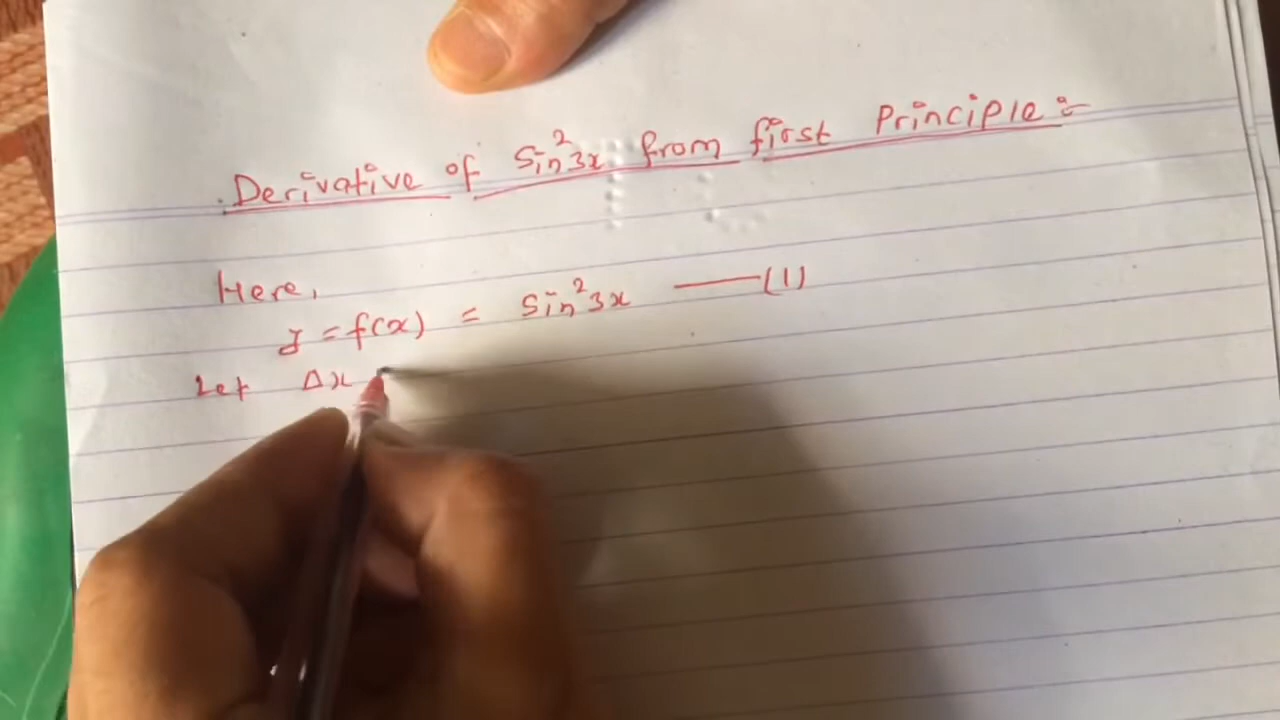 Derivative of Sin²3x from first Principle :-
Here,
y = f(x) = Sin²3x ——(1)
Let Δx